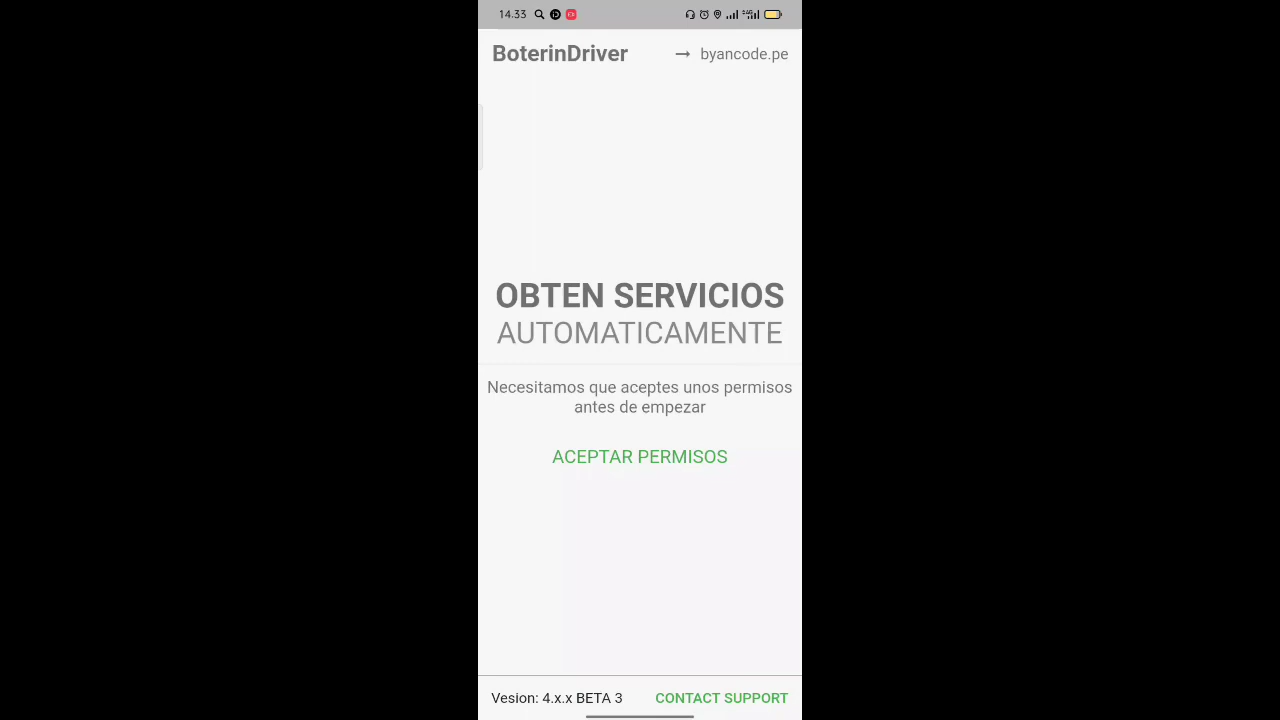 14.33
BoterinDriver → byancode.pe
OBTEN SERVICIOS
AUTOMATICAMENTE
Necesitamos que aceptes unos permisos
antes de empezar
ACEPTAR PERMISOS
Vesion: 4.x.x BETA 3 CONTACT SUPPORT